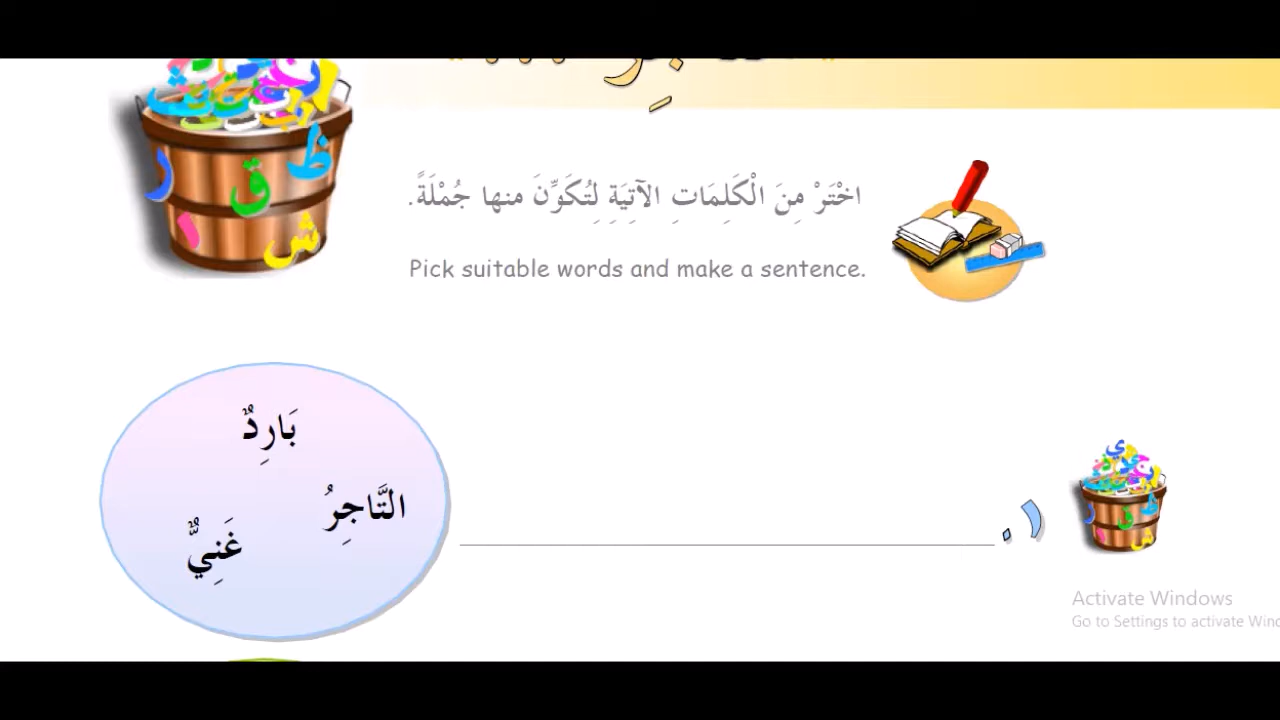 اخْتَرْ مِنَ الْكَلِمَاتِ الآتِيَةِ لِتُكَوِّنَ منها جُمْلَةً.
Pick suitable words and make a sentence.
بَارِدٌ
التَّاجِرُ
غَنِيٌّ
١.
Activate Windows
Go to Settings to activate